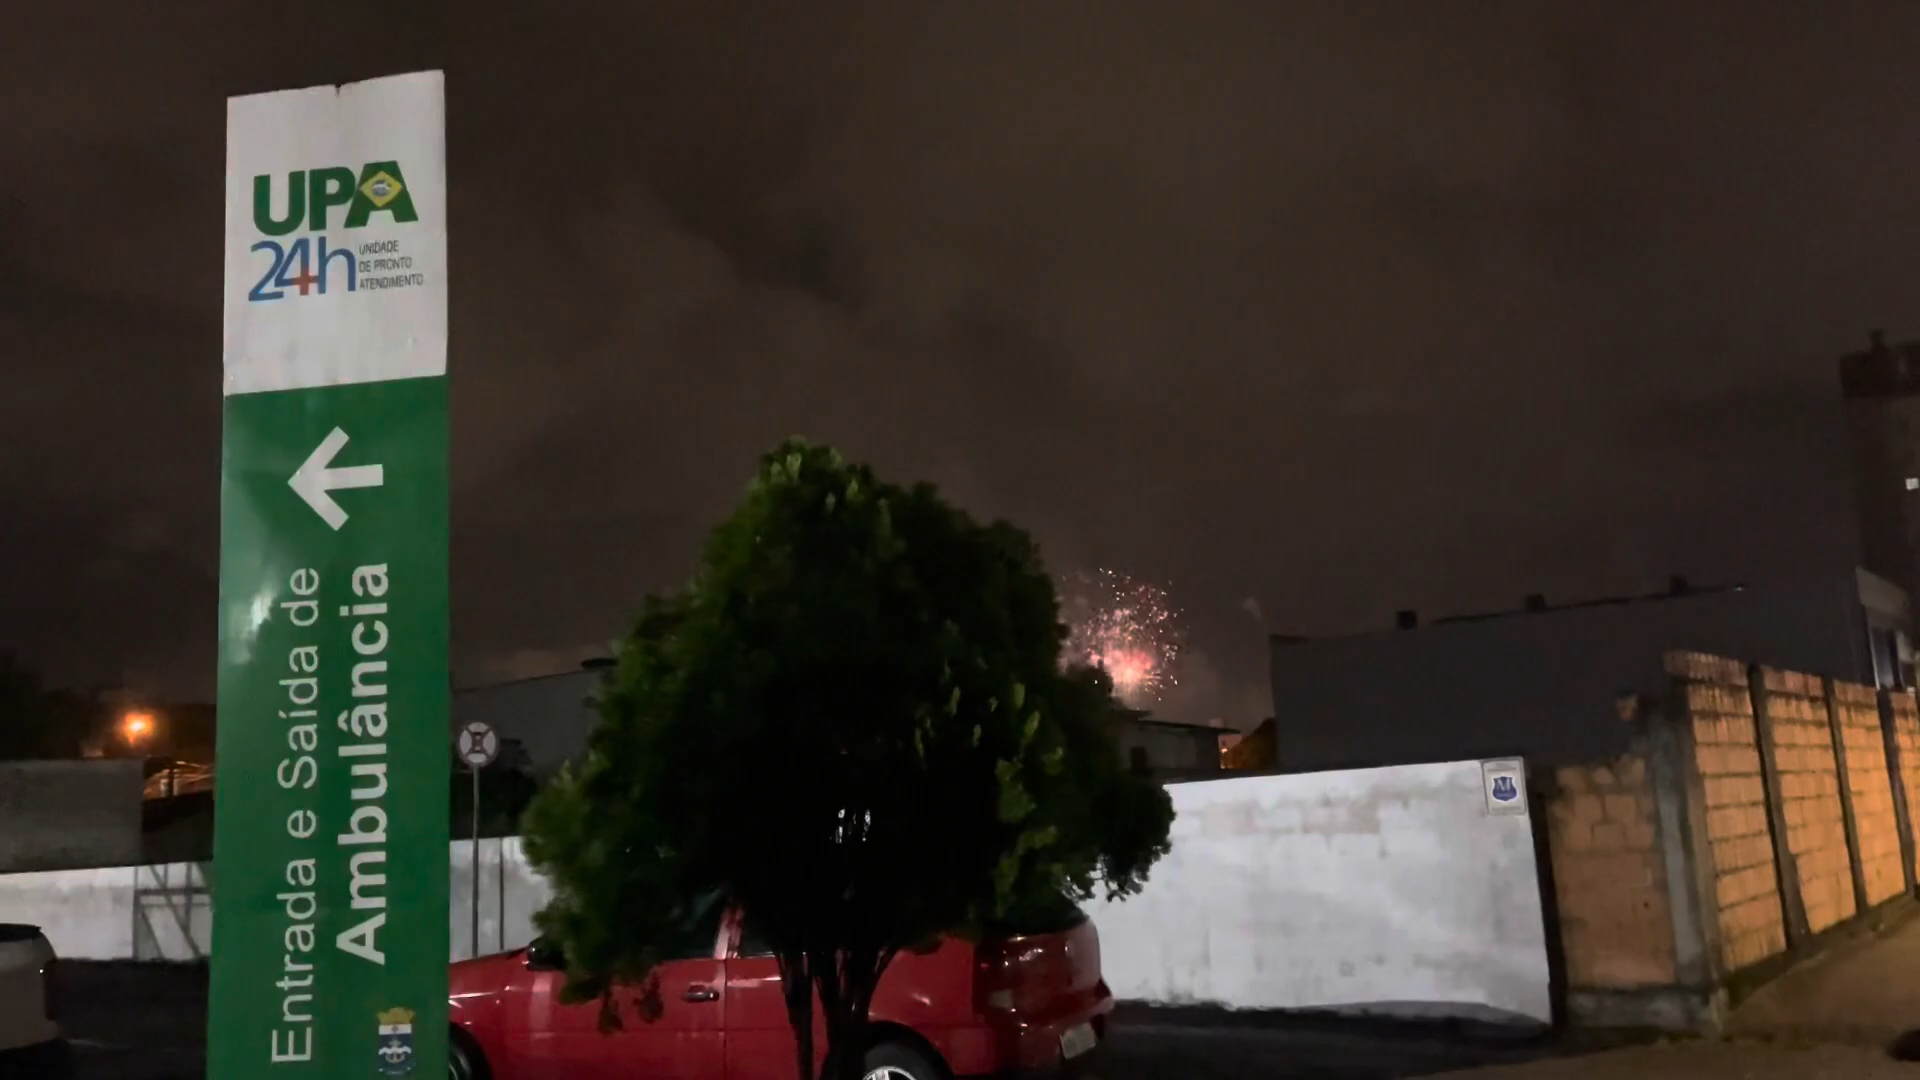 UPA
24h
UNIDADE
DE PRONTO
ATENDIMENTO
Entrada e Saída de
Ambulância
M